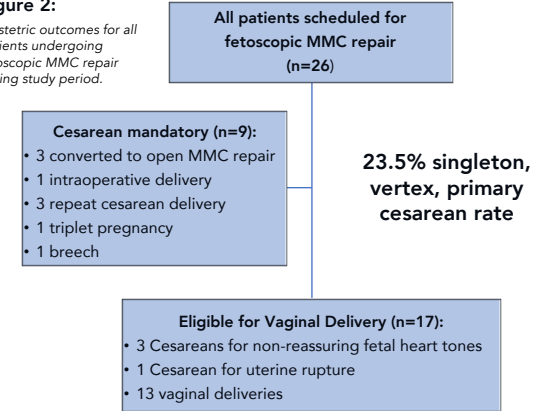 gure 2:
stetric outcomes for all
ients undergoing
oscopic MMC repair
ing study period.
All patients scheduled for
fetoscopic MMC repair
(n=26)
Cesarean mandatory (n=9):
• 3 converted to open MMC repair
• 1 intraoperative delivery
• 3 repeat cesarean delivery
• 1 triplet pregnancy
• 1 breech
23.5% singleton,
vertex, primary
cesarean rate
Eligible for Vaginal Delivery (n=17):
• 3 Cesareans for non-reassuring fetal heart tones
• 1 Cesarean for uterine rupture
• 13 vaginal deliveries